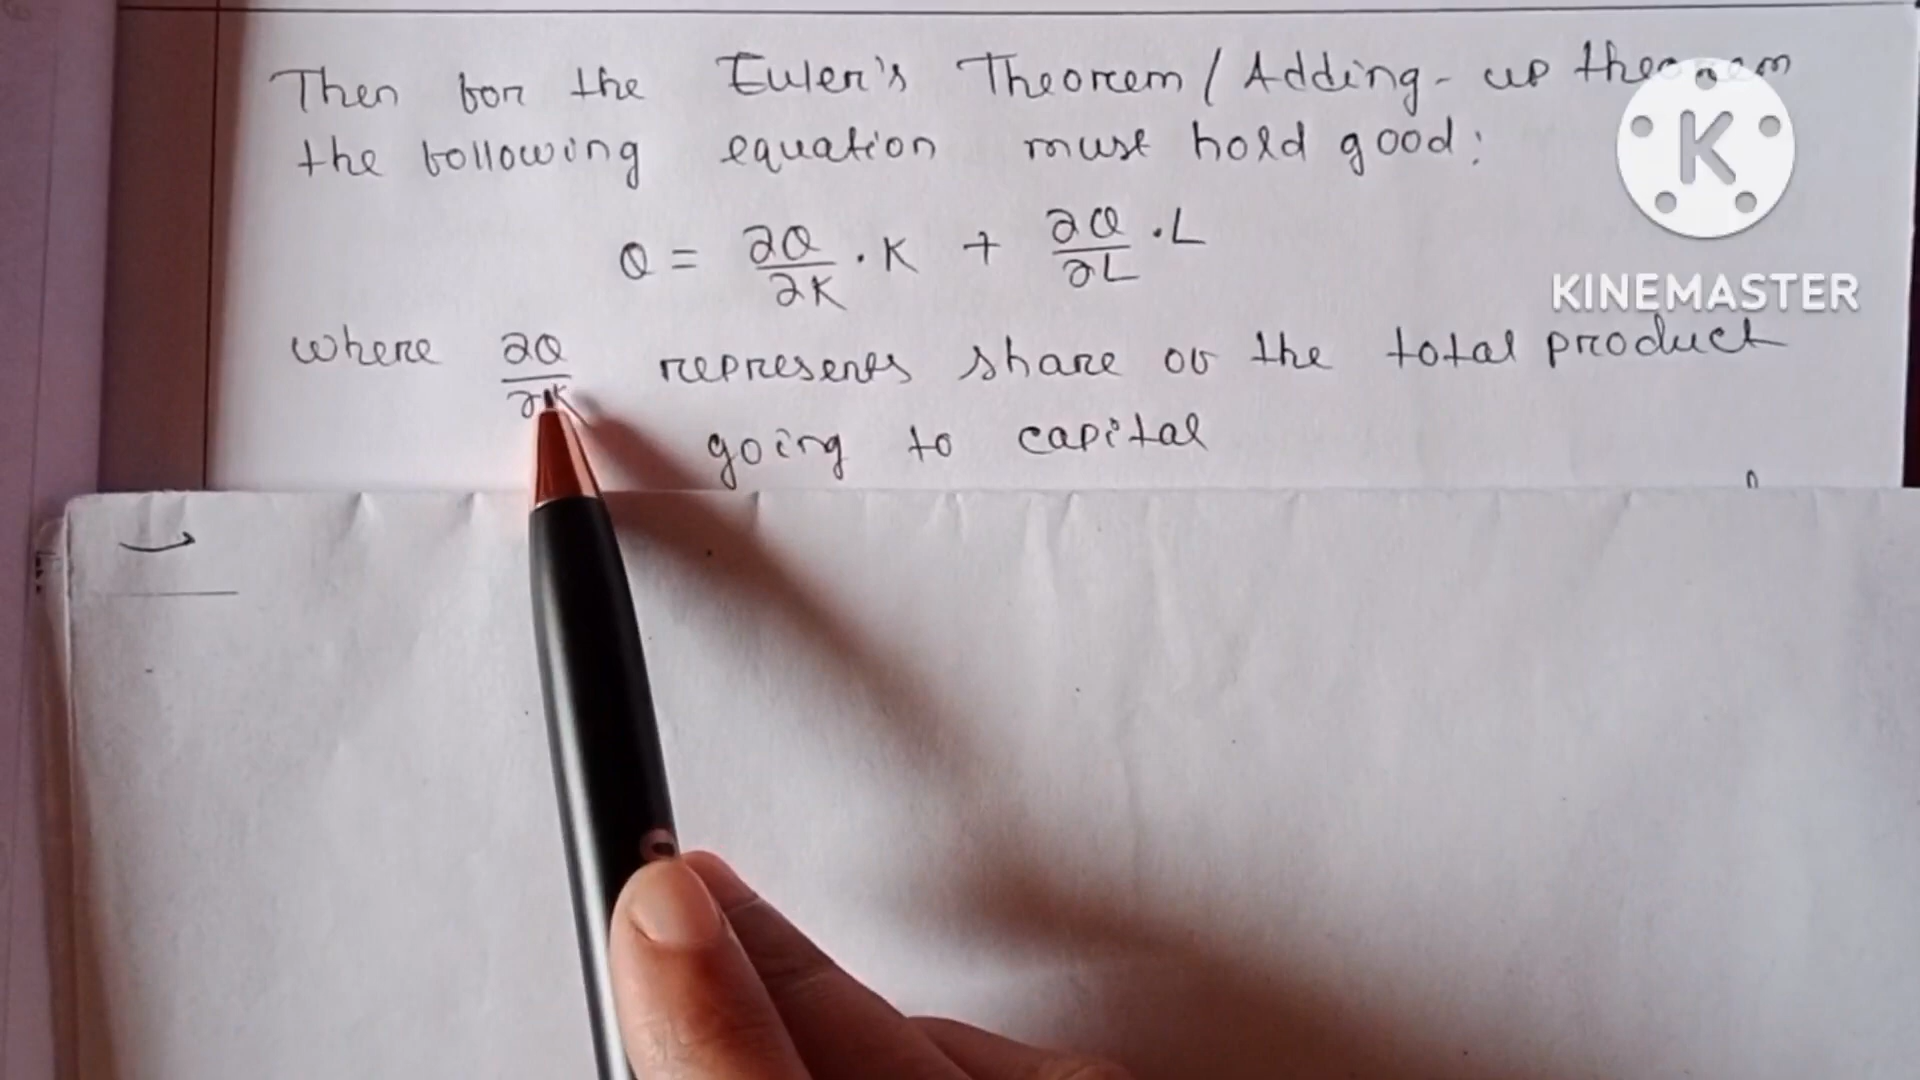 Then for the Euler's Theorem / Adding-up theorem
the following equation must hold good:
Q = ∂Q/∂K . K + ∂Q/∂L . L
where ∂Q/∂K represents share of the total product
going to capital
K
KINEMASTER